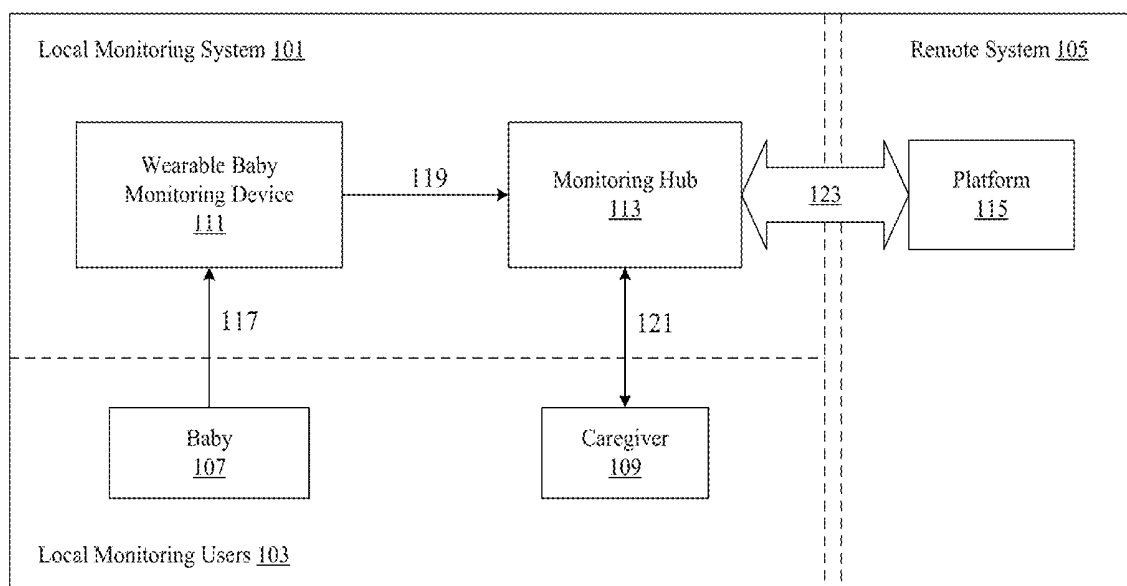 Local Monitoring System 101
Remote System 105
Wearable Baby
Monitoring Device
111
119
Monitoring Hub
113
123
Platform
115
117
121
Baby
107
Caregiver
109
Local Monitoring Users 103